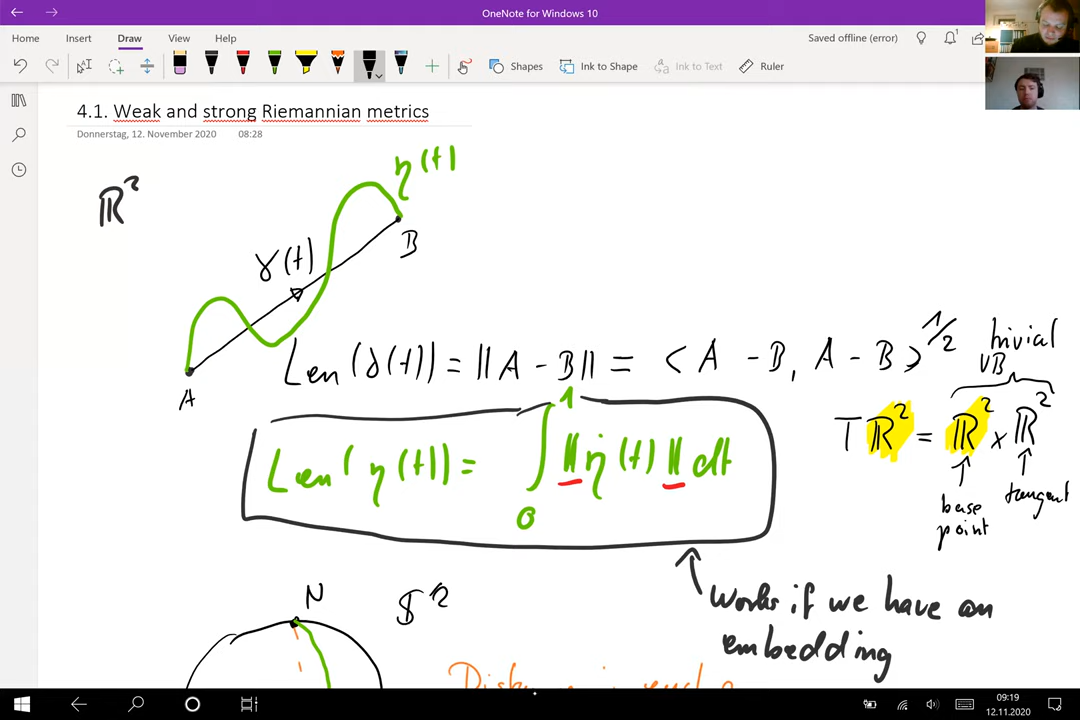 OneNote for Windows 10
Home Insert Draw View Help
Saved offline (error)
Shapes Ink to Shape Ink to Text Ruler
4.1. Weak and strong Riemannian metrics
Donnerstag, 12. November 2020 08:28
ℝ²
η(t)
γ(t)
B
A
Len(γ(t)) = ||A - B|| = <A - B, A - B>^1/2
trivial
VB
Tℝ² = ℝ² × ℝ²
base
point
tangent
Len(η(t)) = ∫₀¹ ||η̇(t)|| dt
Works if we have an
embedding
N
𝕊²
09:19
12.11.2020